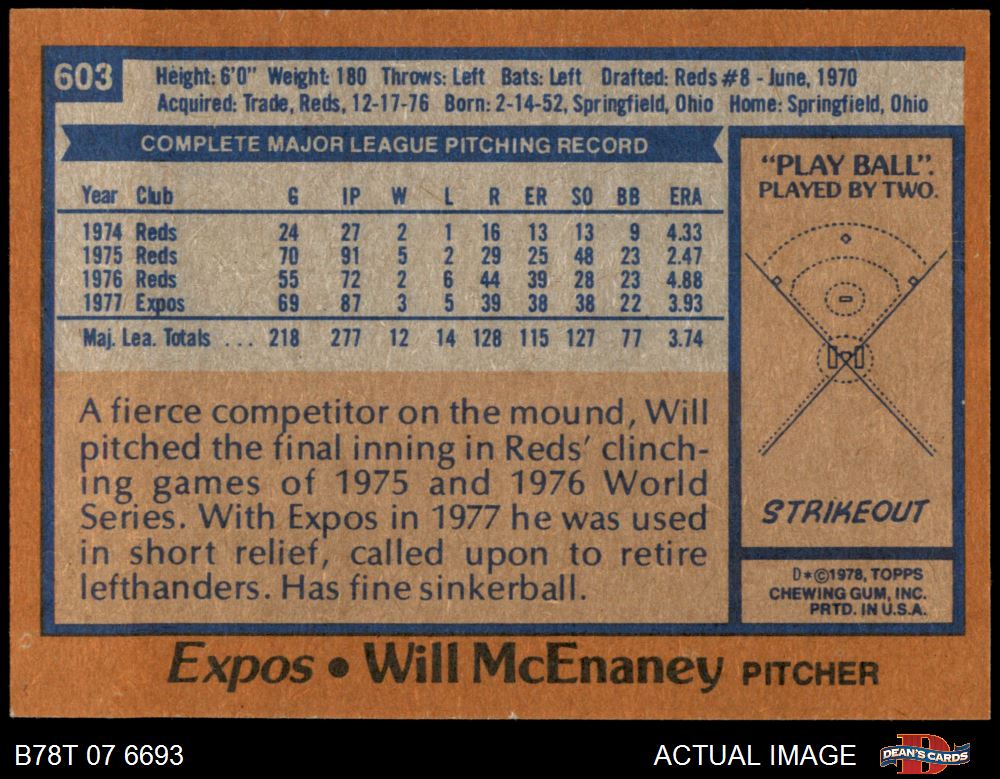 603
Height: 6'0" Weight: 180 Throws: Left Bats: Left Drafted: Reds #8 - June, 1970
Acquired: Trade, Reds, 12-17-76 Born: 2-14-52, Springfield, Ohio Home: Springfield, Ohio
COMPLETE MAJOR LEAGUE PITCHING RECORD
Year Club G IP W L R ER SO BB ERA
1974 Reds 24 27 2 1 16 13 13 9 4.33
1975 Reds 70 91 5 2 29 25 48 23 2.47
1976 Reds 55 72 2 6 44 39 28 23 4.88
1977 Expos 69 87 3 5 39 38 38 22 3.93
Maj. Lea. Totals . . . 218 277 12 14 128 115 127 77 3.74
A fierce competitor on the mound, Will
pitched the final inning in Reds' clinch-
ing games of 1975 and 1976 World
Series. With Expos in 1977 he was used
in short relief, called upon to retire
lefthanders. Has fine sinkerball.
"PLAY BALL".
PLAYED BY TWO.
STRIKEOUT
D*©1978, TOPPS
CHEWING GUM, INC.
PRTD. IN U.S.A.
Expos • Will McEnaney PITCHER
B78T 07 6693
ACTUAL IMAGE
DEAN'S CARDS